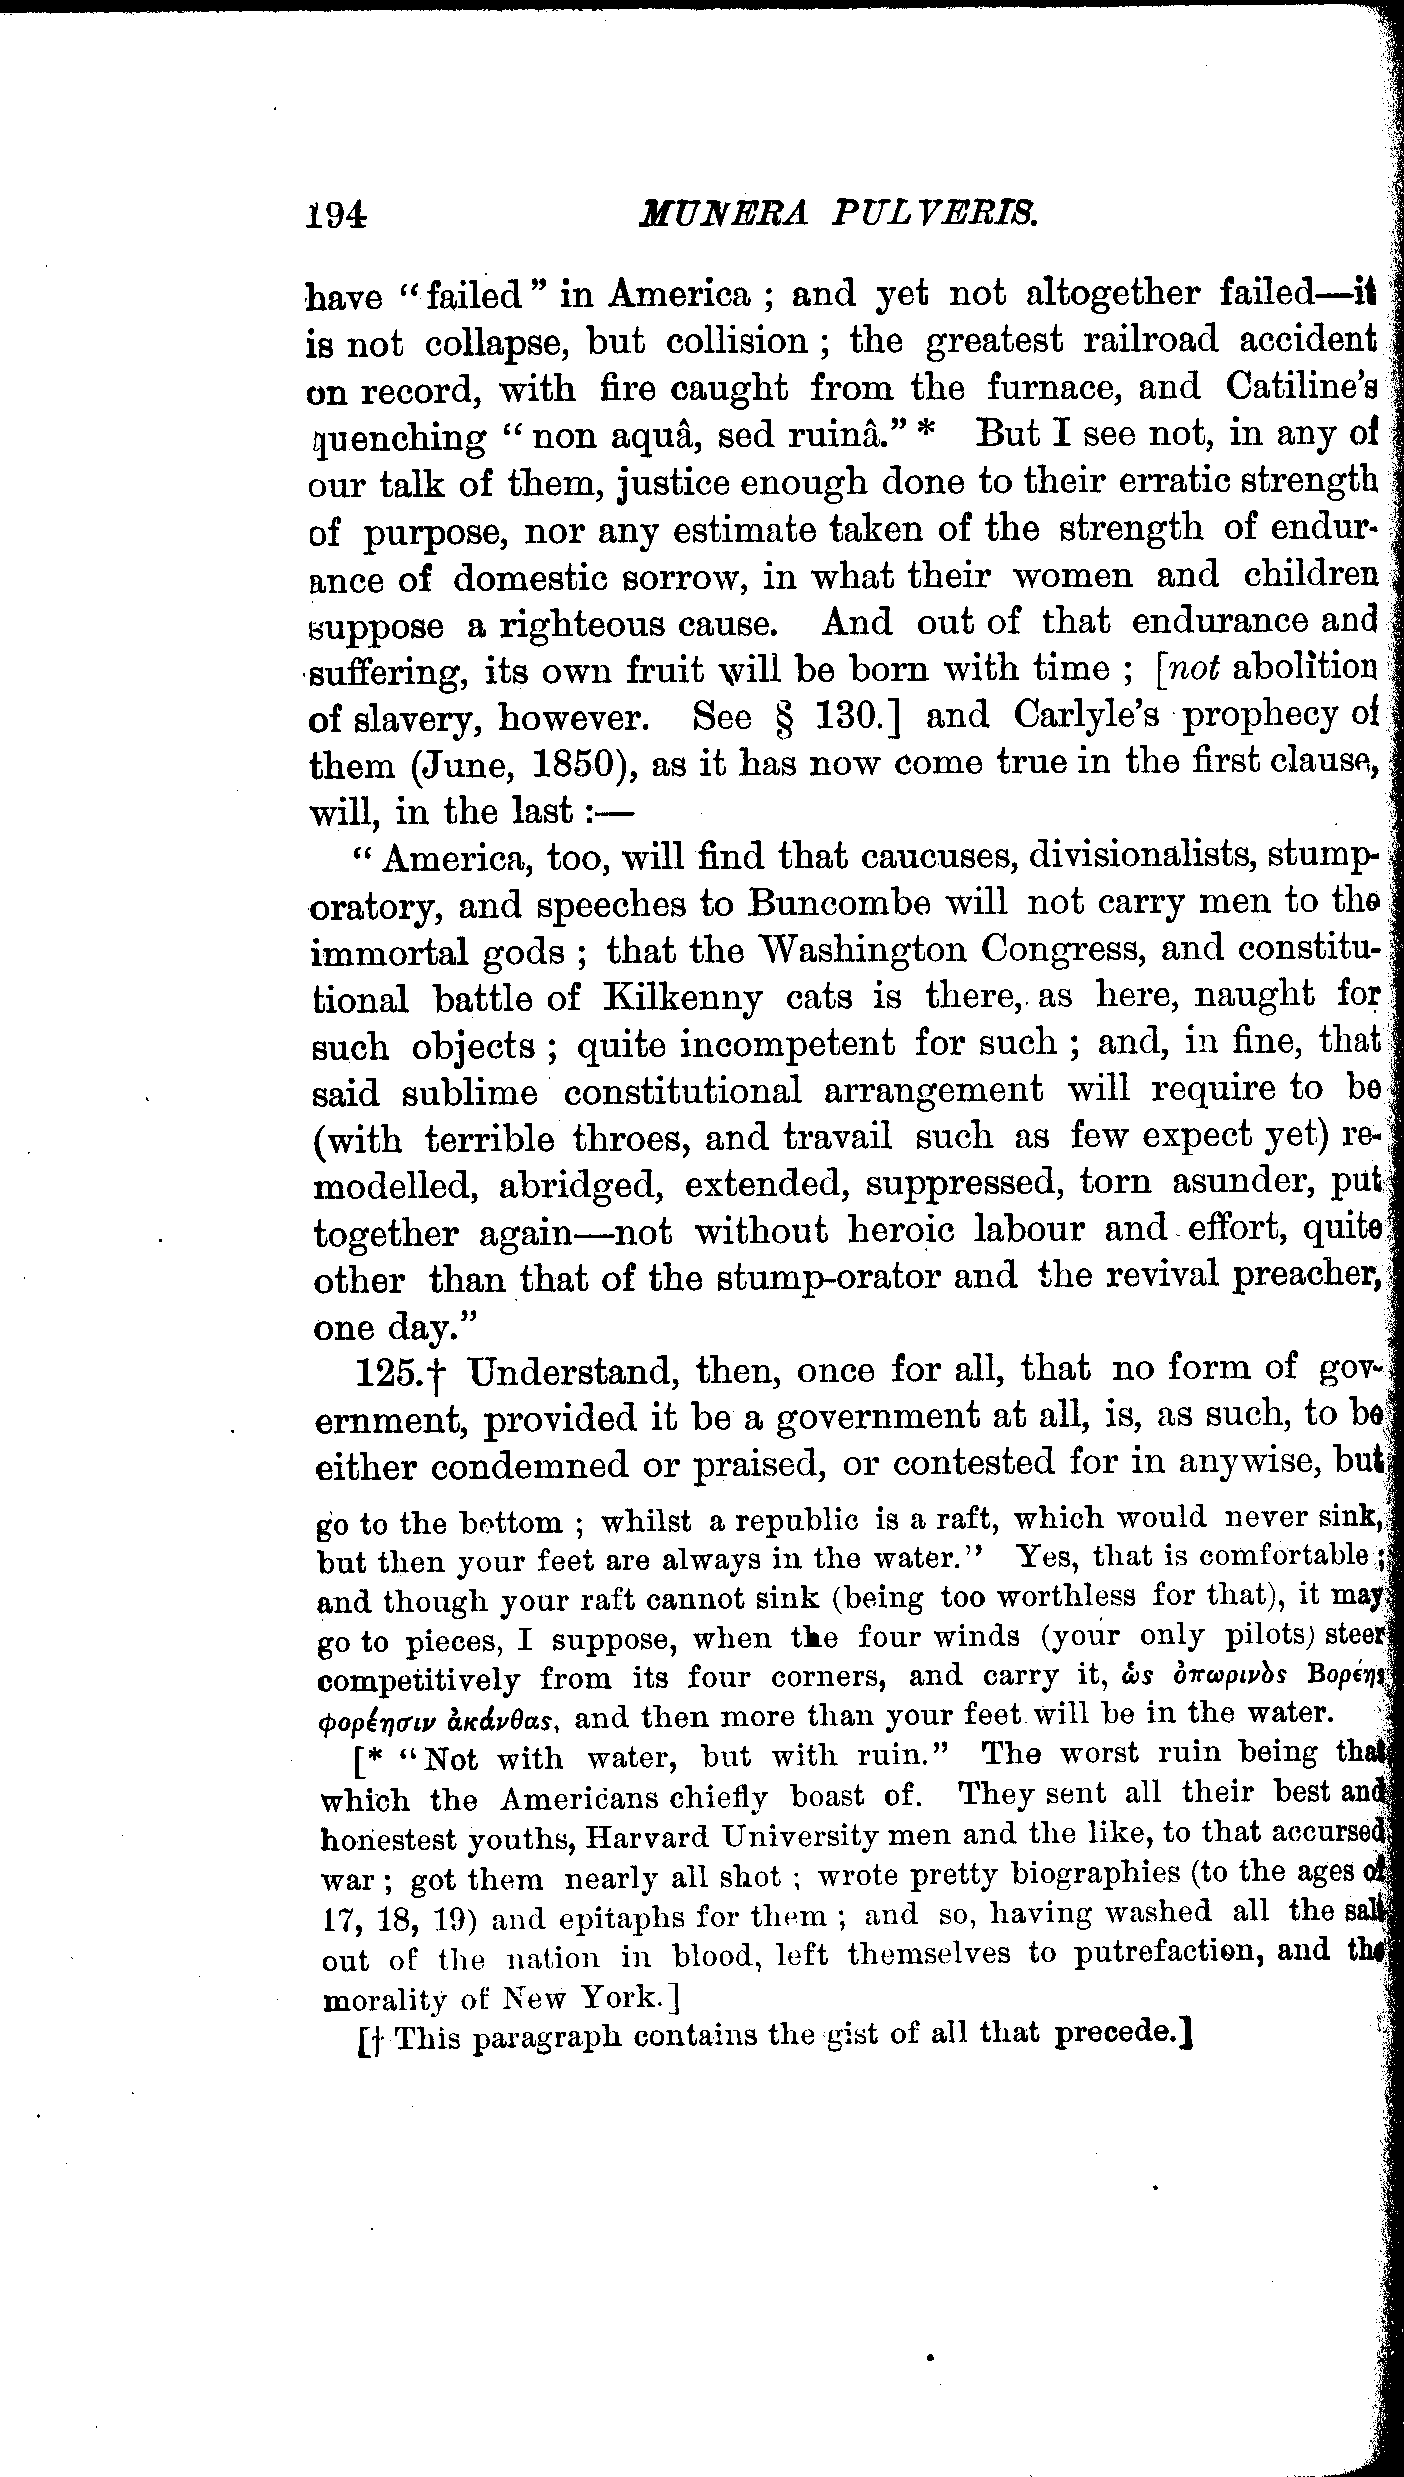 194 MUNERA PULVERIS.
have “failed” in America ; and yet not altogether failed—it
is not collapse, but collision ; the greatest railroad accident
on record, with fire caught from the furnace, and Catiline's
quenching “non aquâ, sed ruinâ.” * But I see not, in any of
our talk of them, justice enough done to their erratic strength
of purpose, nor any estimate taken of the strength of endur-
ance of domestic sorrow, in what their women and children
suppose a righteous cause. And out of that endurance and
suffering, its own fruit will be born with time ; [not abolition
of slavery, however. See § 130.] and Carlyle's prophecy of
them (June, 1850), as it has now come true in the first clause,
will, in the last :—
“ America, too, will find that caucuses, divisionalists, stump-
oratory, and speeches to Buncombe will not carry men to the
immortal gods ; that the Washington Congress, and constitu-
tional battle of Kilkenny cats is there, as here, naught for
such objects ; quite incompetent for such ; and, in fine, that
said sublime constitutional arrangement will require to be
(with terrible throes, and travail such as few expect yet) re-
modelled, abridged, extended, suppressed, torn asunder, put
together again—not without heroic labour and effort, quite
other than that of the stump-orator and the revival preacher,
one day.”
125.† Understand, then, once for all, that no form of gov-
ernment, provided it be a government at all, is, as such, to be
either condemned or praised, or contested for in anywise, but
go to the bottom ; whilst a republic is a raft, which would never sink,
but then your feet are always in the water.” Yes, that is comfortable ;
and though your raft cannot sink (being too worthless for that), it may
go to pieces, I suppose, when the four winds (your only pilots) steer
competitively from its four corners, and carry it, ὡς ὀπωρινὸς Βορέης
φορέησιν ἀκάνθας, and then more than your feet will be in the water.
[* “Not with water, but with ruin.” The worst ruin being that
which the Americans chiefly boast of. They sent all their best and
honestest youths, Harvard University men and the like, to that accursed
war ; got them nearly all shot ; wrote pretty biographies (to the ages of
17, 18, 19) and epitaphs for them ; and so, having washed all the salt
out of the nation in blood, left themselves to putrefaction, and the
morality of New York.]
[† This paragraph contains the gist of all that precede.]